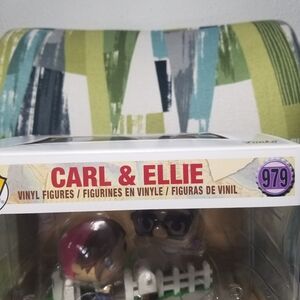 CARL & ELLIE
VINYL FIGURES / FIGURINES EN VINYLE / FIGURAS DE VINIL
979